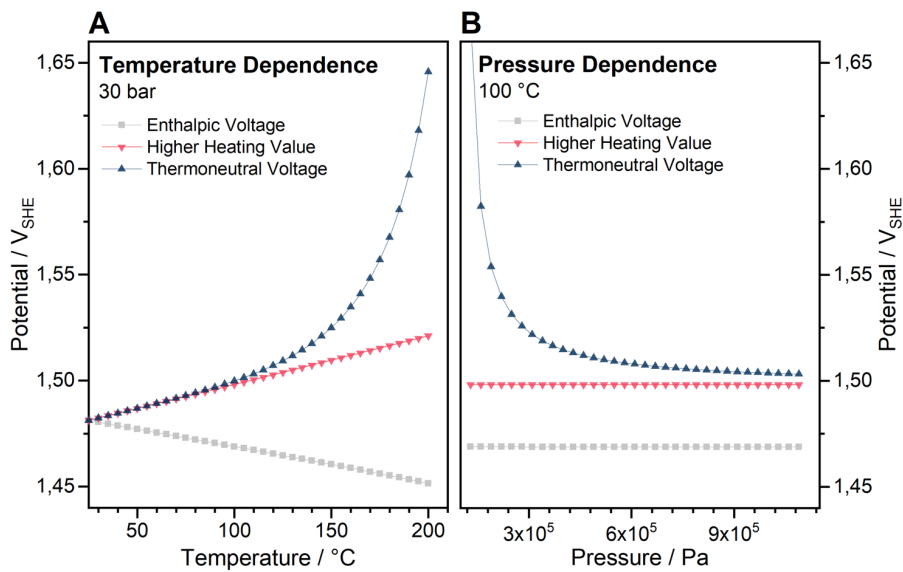 A
Temperature Dependence
30 bar
Enthalpic Voltage
Higher Heating Value
Thermoneutral Voltage
1,65
1,60
1,55
1,50
1,45
Potential / V_SHE
50
100
150
200
Temperature / °C
B
Pressure Dependence
100 °C
Enthalpic Voltage
Higher Heating Value
Thermoneutral Voltage
1,65
1,60
1,55
1,50
1,45
Potential / V_SHE
3x10⁵
6x10⁵
9x10⁵
Pressure / Pa